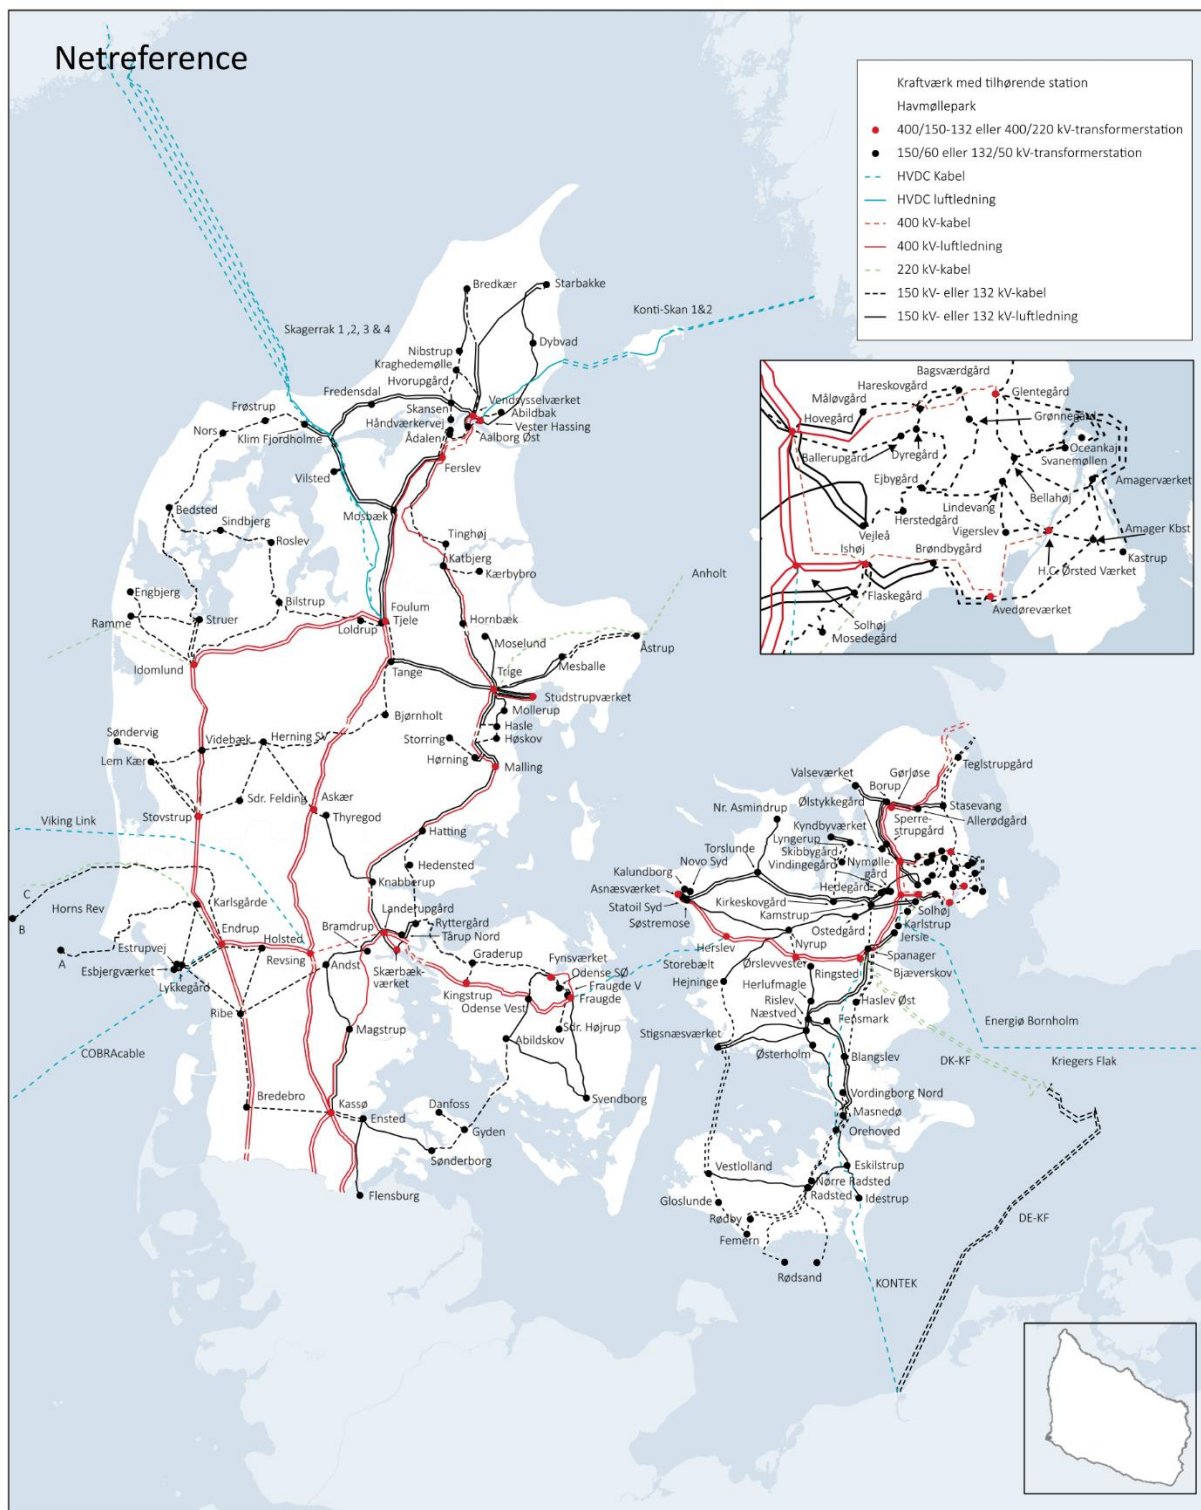 Netreference
Kraftværk med tilhørende station
Havmøllepark
400/150-132 eller 400/220 kV-transformerstation
150/60 eller 132/50 kV-transformerstation
HVDC Kabel
HVDC luftledning
400 kV-kabel
400 kV-luftledning
220 kV-kabel
150 kV- eller 132 kV-kabel
150 kV- eller 132 kV-luftledning
Skagerrak 1 ,2, 3 & 4
Konti-Skan 1&2
Bredkær
Starbakke
Dybvad
Nibstrup
Kraghedemølle
Hvorupgård
Fredensdal
Vendsysselværket
Skansen
Abildbak
Håndværkervej
Vester Hassing
Ådalen
Aalborg Øst
Frøstrup
Nors
Klim Fjordholme
Ferslev
Vilsted
Mosbæk
Bedsted
Sindbjerg
Roslev
Tinghøj
Katbjerg
Kærbybro
Anholt
Engbjerg
Ramme
Struer
Bilstrup
Foulum
Tjele
Loldrup
Hornbæk
Moselund
Mesballe
Åstrup
Idomlund
Tange
Trige
Studstrupværket
Bjørnholt
Mollerup
Hasle
Høskov
Storring
Hørning
Malling
Søndervig
Videbæk
Herning SV
Lem Kær
Sdr. Felding
Askær
Stovstrup
Thyregod
Hatting
Viking Link
Hedensted
Knabberup
C
B
A
Horns Rev
Karlsgårde
Landerupgård
Ryttergård
Bramdrup
Tårup Nord
Estrupvej
Endrup
Holsted
Revsing
Andst
Skærbæk-
værket
Graderup
Fynsværket
Odense SØ
Fraugde V
Fraugde
Esbjergværket
Lykkegård
Ribe
Kingstrup
Odense Vest
Sdr. Højrup
Magstrup
Abildskov
COBRAcable
Bredebro
Kassø
Ensted
Danfoss
Gyden
Svendborg
Sønderborg
Flensburg
Bagsværdgård
Hareskovgård
Måløvgård
Glentegård
Hovegård
Grønnegård
Ballerupgård
Dyregård
Oceankaj
Svanemøllen
Ejbygård
Bellahøj
Amagerværket
Lindevang
Herstedgård
Vigerslev
Amager Kbst
Vejleå
Ishøj
Brøndbygård
Kastrup
H.C. Ørsted Værket
Flaskegård
Avedøreværket
Solhøj
Mosedegård
Teglstrupgård
Valseværket
Gørløse
Borup
Ølstykkegård
Stasevang
Nr. Asmindrup
Allerødgård
Sperre-
strupgård
Kyndbyværket
Lyngerup
Skibbygård
Torslunde
Vindingegård
Nymølle-
gård
Novo Syd
Kalundborg
Asnæsværket
Hedegård
Kirkeskovgård
Statoil Syd
Søstremose
Kamstrup
Solhøj
Karlstrup
Ostedgård
Jersie
Herslev
Nyrup
Spanager
Storebælt
Ørslevvester
Ringsted
Bjæverskov
Hejninge
Herlufmagle
Rislev
Haslev Øst
Næstved
Fensmark
Energiø Bornholm
Stigsnæsværket
Østerholm
Blangslev
DK-KF
Kriegers Flak
Vordingborg Nord
Masnedø
Orehoved
Vestlolland
Eskilstrup
Nørre Radsted
Radsted
Gloslunde
Idestrup
Rødby
Femern
DE-KF
Rødsand
KONTEK